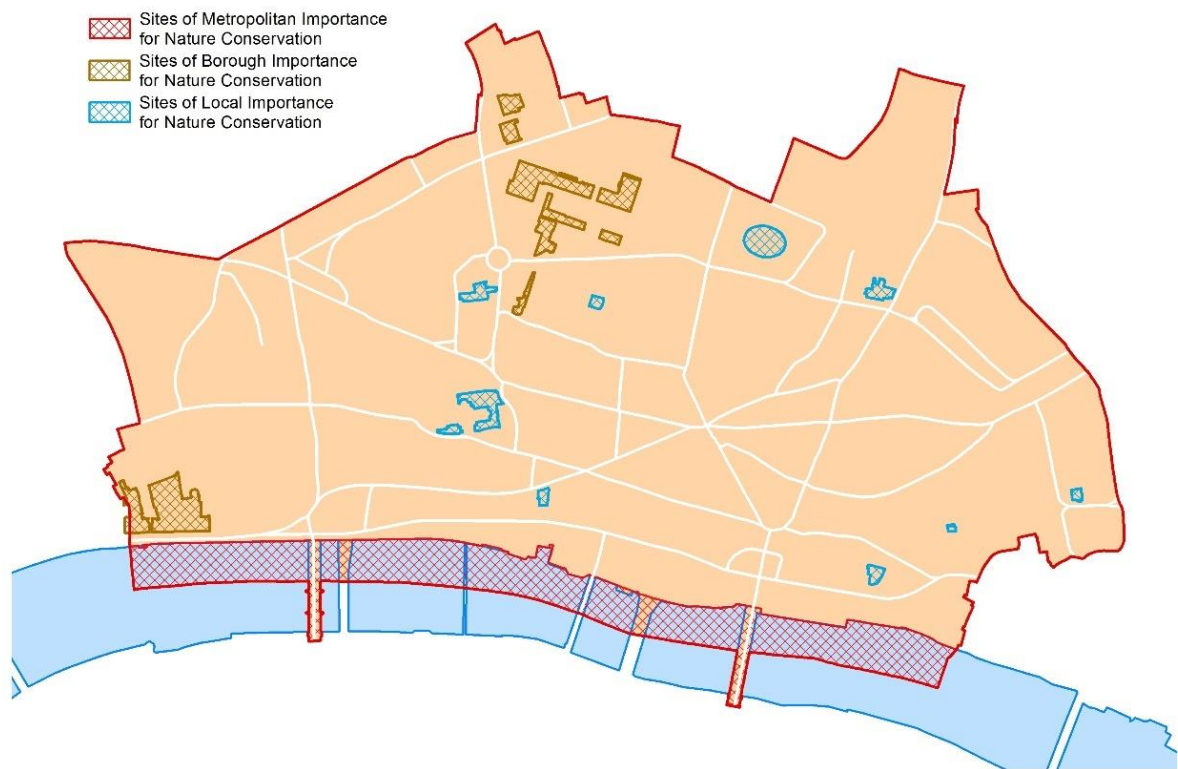 Sites of Metropolitan Importance
for Nature Conservation
Sites of Borough Importance
for Nature Conservation
Sites of Local Importance
for Nature Conservation